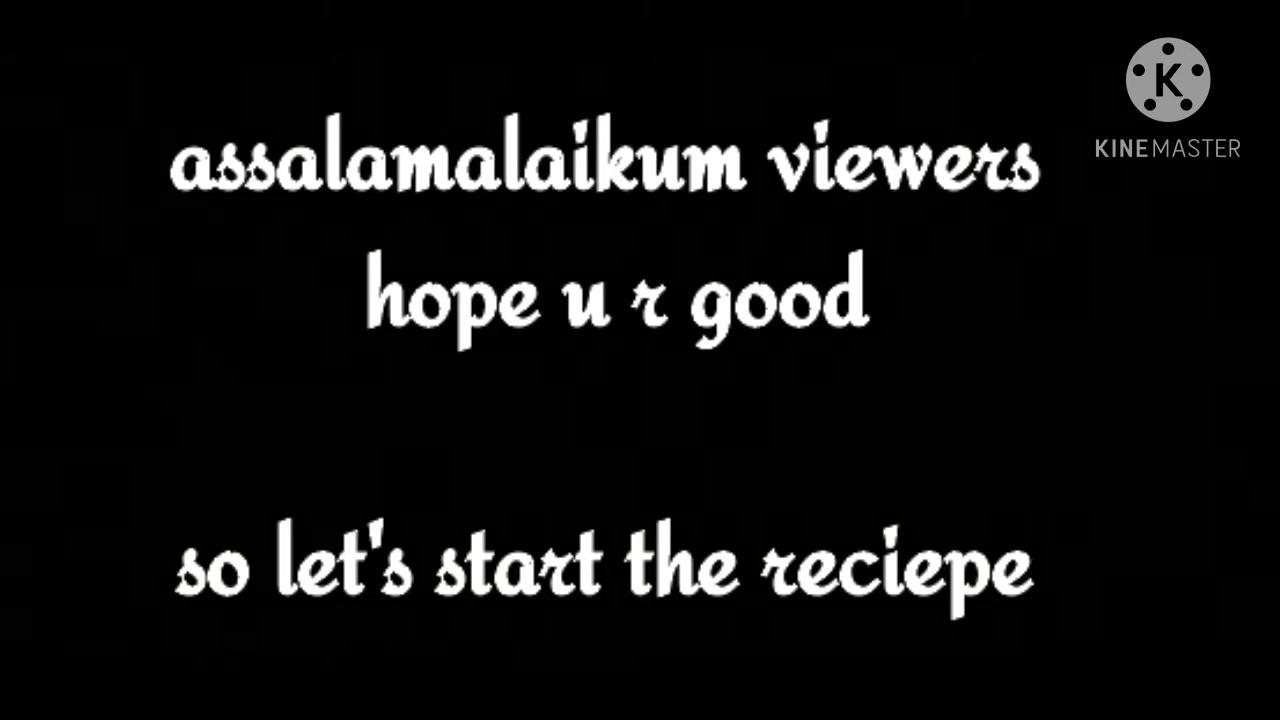 K
KINEMASTER
assalamalaikum viewers
hope u r good
so let's start the reciepe